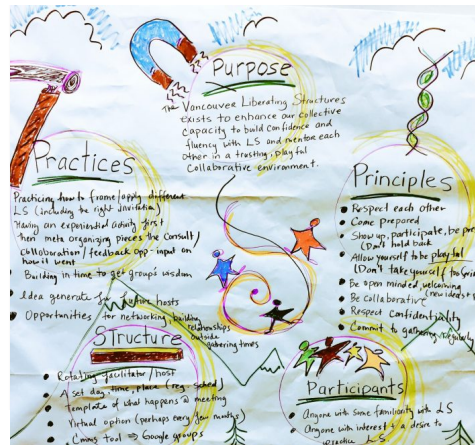 Purpose
The Vancouver Liberating Structures
exists to enhance our collective
capacity to build confidence and
fluency with LS and mentor each
other in a trusting, playful
collaborative environment.
Practices
Practicing how to frame/apply different
LS (including the right invitation)
Having an experiential activity first
then meta organizing pieces the consult/
collaboration/feedback opp - input on
how it went
Building in time to get group's wisdom
Idea generate for hosts
Opportunities for networking, building
relationships
outside
gathering times
Principles
Respect each other
Come prepared
Show up, participate, be pre
(Don't hold back
Allow yourself to be playful
(Don't take yourself too
Be open minded, welcoming
(new idea
Be Collaborative
Respect Confidentiality
Commit to gathering regularly
Structure
Rotating facilitator/host
A set day, time, place (reg. sched)
Template of what happens @ meeting
Virtual option (perhaps every few months)
tool ⇒ Google groups
Participants
Anyone with some familiarity with LS
Anyone with interest & a desire to
practice LS